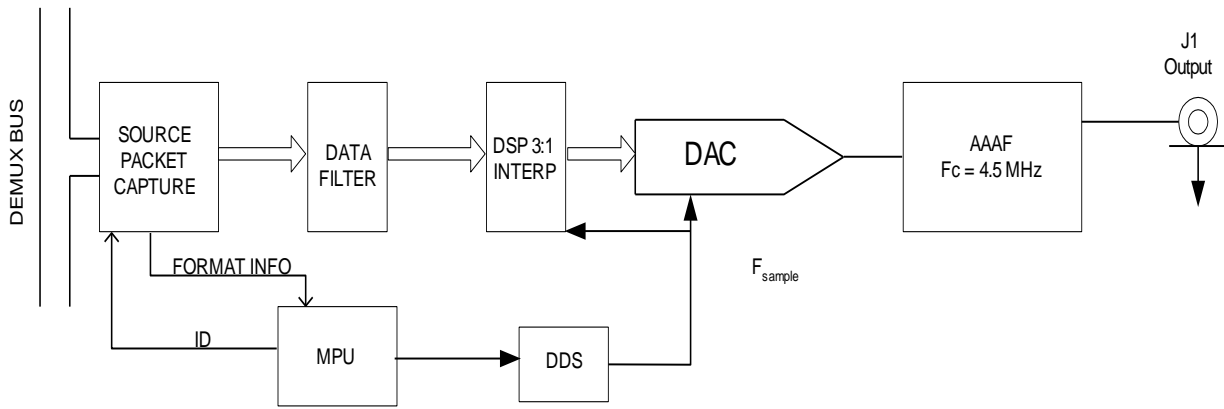 J1
Output
DEMUX BUS
SOURCE
PACKET
CAPTURE
DATA
FILTER
DSP 3:1
INTERP
DAC
AAAF
Fc = 4.5 MHz
FORMAT INFO
Fsample
ID
MPU
DDS